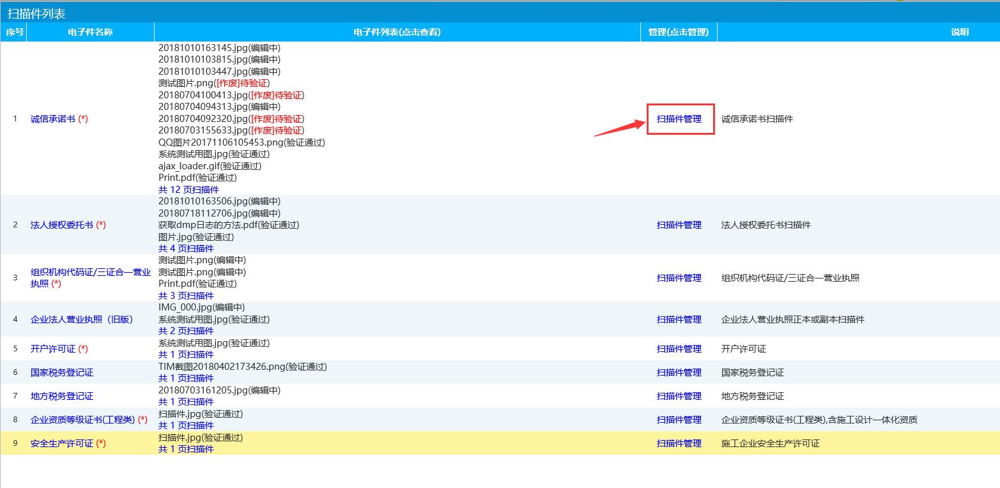 扫描件列表
序号 电子件名称 电子件列表(点击查看) 管理(点击管理) 说明
20181010163145.jpg(编辑中)
20181010103815.jpg(编辑中)
20181010103447.jpg(编辑中)
测试图片.png([作废]待验证)
20180704100413.jpg([作废]待验证)
20180704094313.jpg(编辑中)
1 诚信承诺书 (*) 20180704092320.jpg([作废]待验证) 扫描件管理 诚信承诺书扫描件
20180703155633.jpg([作废]待验证)
QQ图片20171106105453.png(验证通过)
系统测试用图.jpg(验证通过)
ajax_loader.gif(验证通过)
Print.pdf(验证通过)
共 12 页扫描件
20181010163506.jpg(编辑中)
20180718112706.jpg(编辑中)
2 法人授权委托书 (*) 获取dmp日志的方法.pdf(验证通过) 扫描件管理 法人授权委托书扫描件
图片.jpg(验证通过)
共 4 页扫描件
测试图片.png(编辑中)
3 组织机构代码证/三证合一营业 测试图片.png(编辑中) 扫描件管理 组织机构代码证/三证合一营业执照
执照 (*) Print.pdf(验证通过)
共 3 页扫描件
IMG_000.jpg(编辑中)
4 企业法人营业执照（旧版） 系统测试用图.jpg(验证通过) 扫描件管理 企业法人营业执照正本或副本扫描件
共 2 页扫描件
系统测试用图.jpg(验证通过)
5 开户许可证 (*) 共 1 页扫描件 扫描件管理 开户许可证
TIM截图20180402173426.png(验证通过)
6 国家税务登记证 共 1 页扫描件 扫描件管理 国家税务登记证
20180703161205.jpg(编辑中)
7 地方税务登记证 共 1 页扫描件 扫描件管理 地方税务登记证
扫描件.jpg(验证通过)
8 企业资质等级证书(工程类) (*) 共 1 页扫描件 扫描件管理 企业资质等级证书(工程类),含施工设计一体化资质
扫描件.jpg(验证通过)
9 安全生产许可证 (*) 共 1 页扫描件 扫描件管理 施工企业安全生产许可证